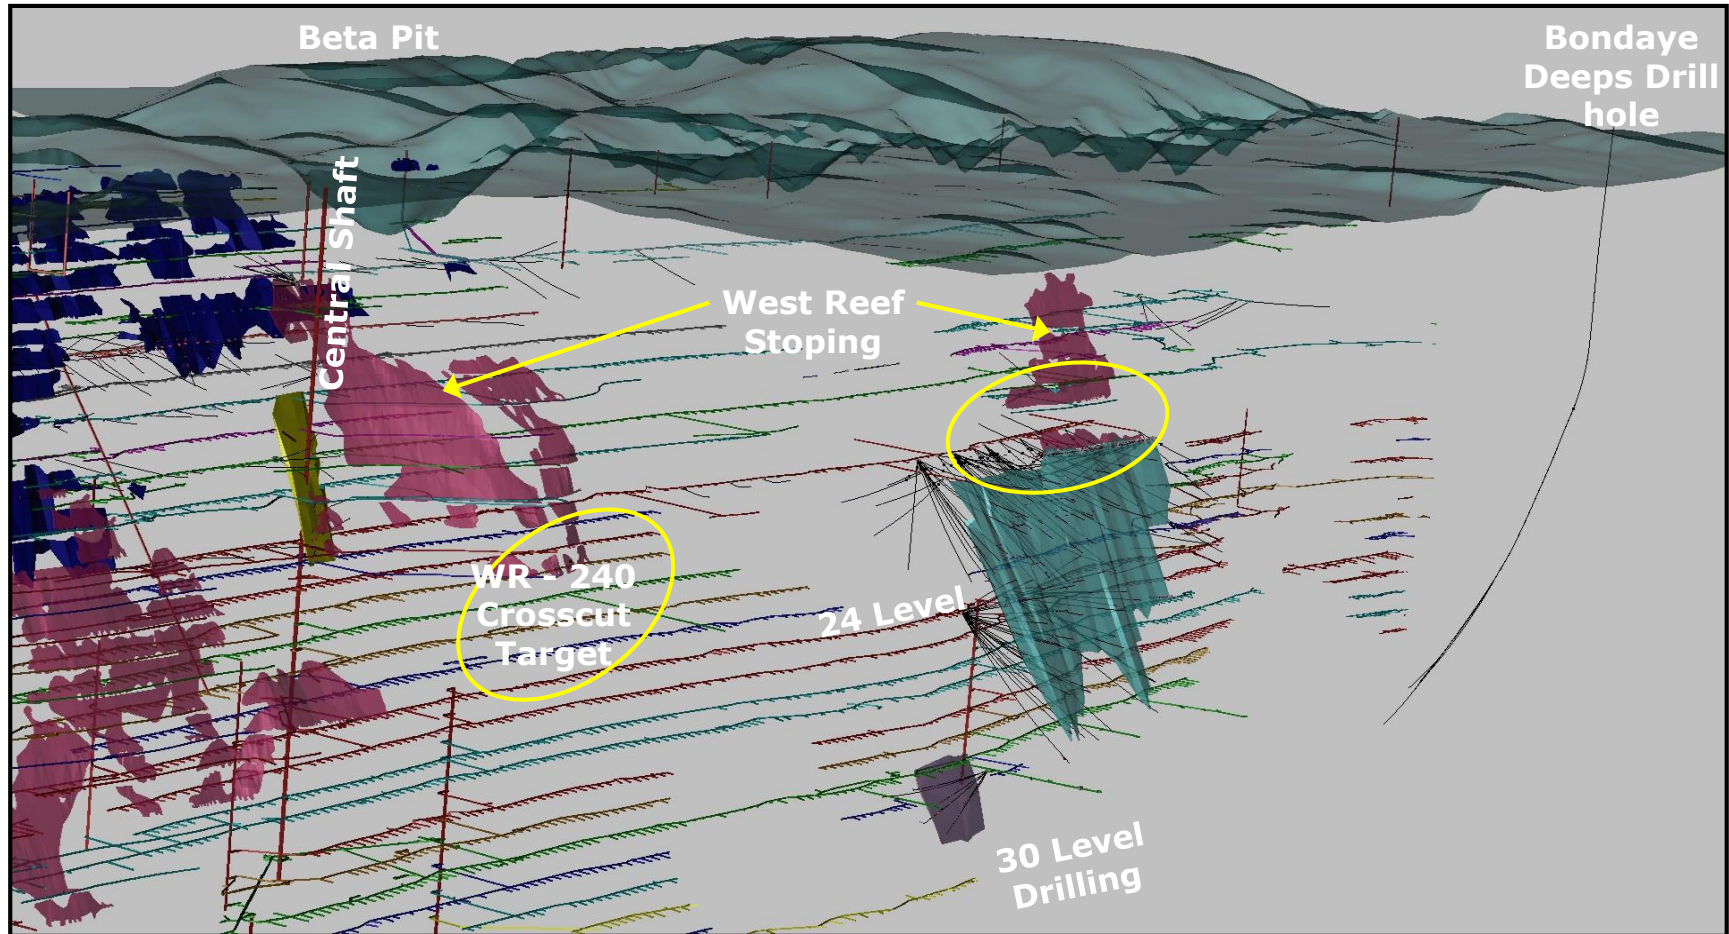 Beta Pit
Bondaye
Deeps Drill
hole
Central Shaft
West Reef
Stoping
WR - 240
Crosscut
Target
24 Level
30 Level
Drilling